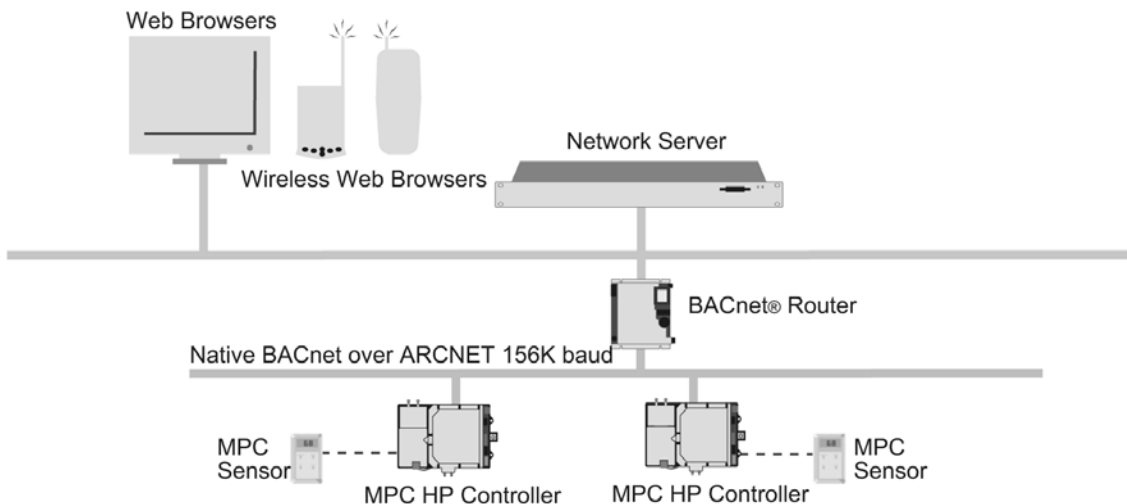 Web Browsers
Wireless Web Browsers
Network Server
BACnet® Router
Native BACnet over ARCNET 156K baud
MPC
Sensor
MPC HP Controller
MPC HP Controller
MPC
Sensor